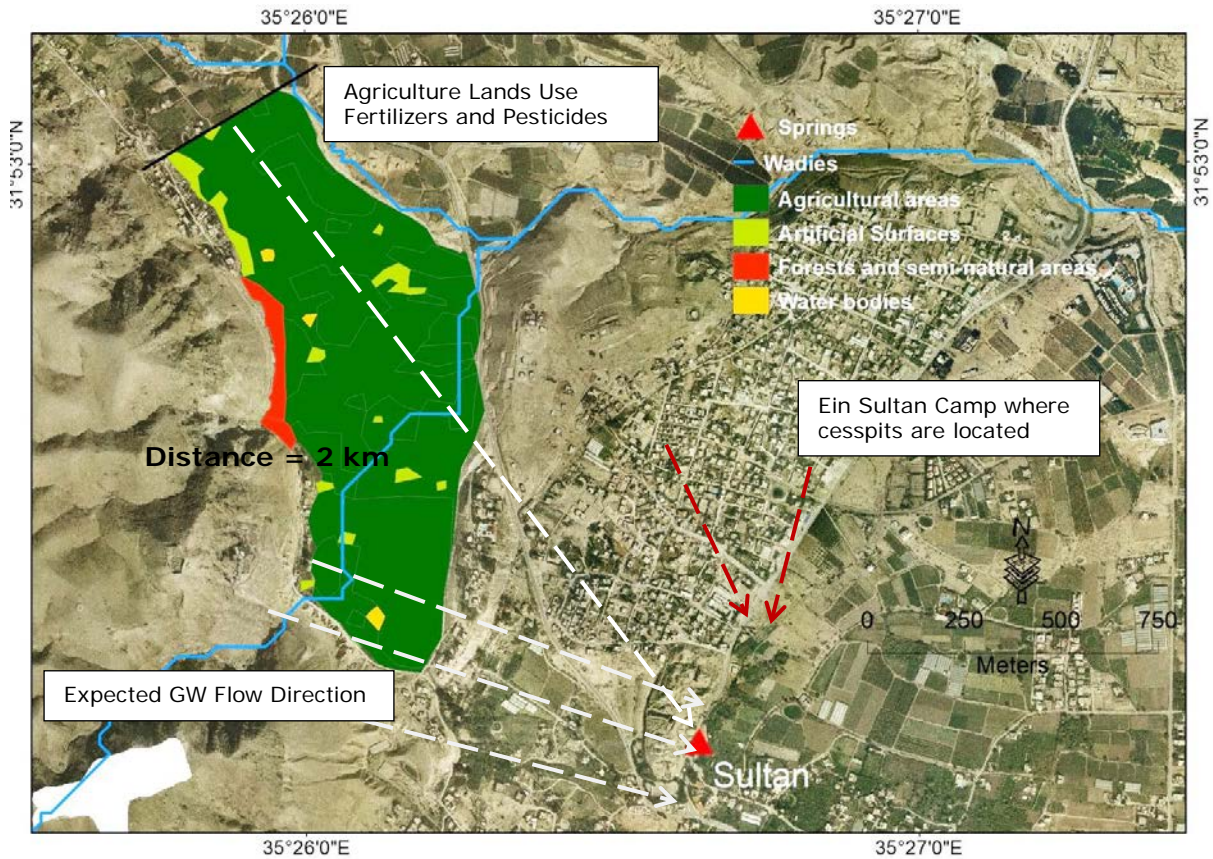 35°26'0"E
35°27'0"E
31°53'0"N
31°53'0"N
Agriculture Lands Use
Fertilizers and Pesticides
Springs
Wadies
Agricultural areas
Artificial Surfaces
Forests and semi-natural areas
Water bodies
Ein Sultan Camp where
cesspits are located
Distance = 2 km
N
0 250 500 750
Meters
Expected GW Flow Direction
Sultan
35°26'0"E
35°27'0"E